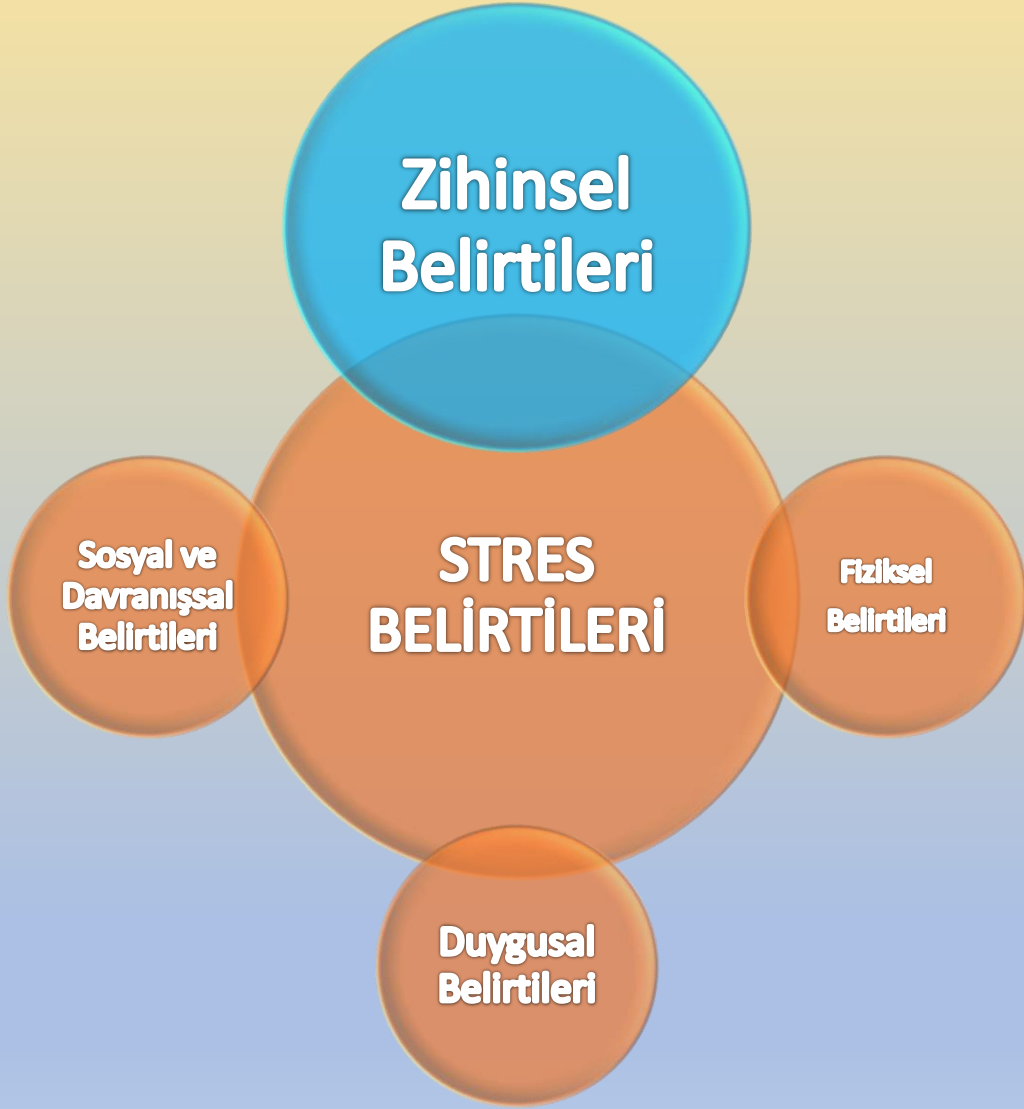 Zihinsel
Belirtileri
Sosyal ve
Davranışsal
Belirtileri
STRES
BELİRTİLERİ
Fiziksel
Belirtileri
Duygusal
Belirtileri